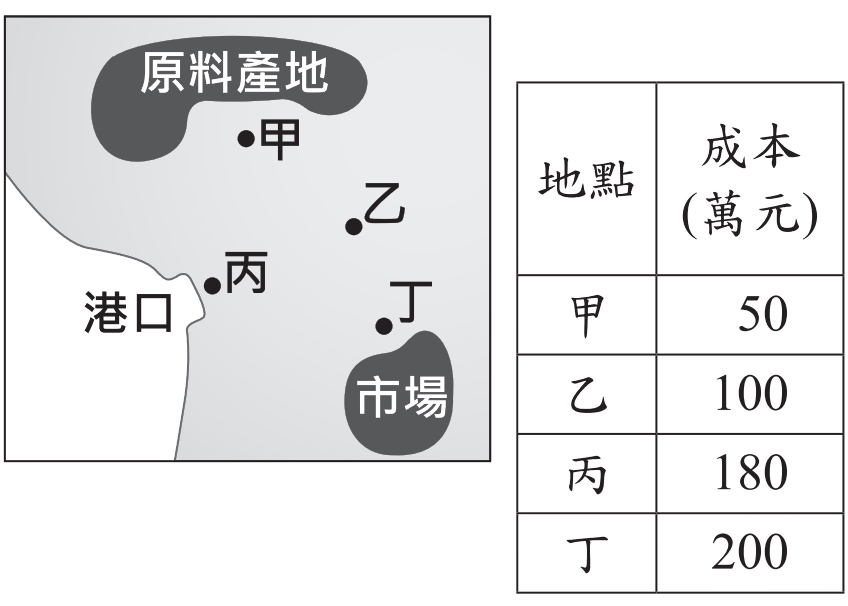 原料產地
甲
乙
丙
丁
港口
市場
地點 成本
(萬元)
甲 50
乙 100
丙 180
丁 200